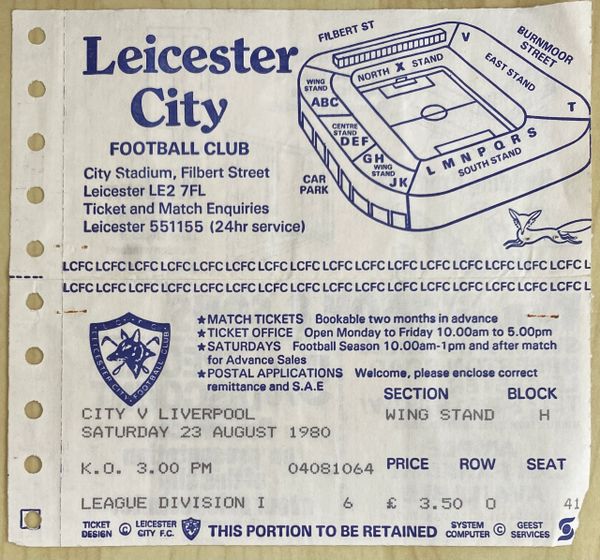 Leicester
City
FOOTBALL CLUB
City Stadium, Filbert Street
Leicester LE2 7FL
Ticket and Match Enquiries
Leicester 551155 (24hr service)
FILBERT ST
BURNMOOR
STREET
V
NORTH X STAND
EAST STAND
T
WING
STAND
ABC
CENTRE
STAND
DEF
GH
WING
STAND
JK
L M N P Q R S
SOUTH STAND
CAR
PARK
LCFC LCFC LCFC LCFC LCFC LCFC LCFC LCFC LCFC LCFC LCFC LCFC LCFC LCFC LCFC LCFC L
LCFC LCFC LCFC LCFC LCFC LCFC LCFC LCFC LCFC LCFC LCFC LCFC LCFC LCFC LCFC LCFC L
L C F C
LEICESTER CITY FOOTBALL CLUB
★MATCH TICKETS Bookable two months in advance
★TICKET OFFICE Open Monday to Friday 10.00am to 5.00pm
★SATURDAYS Football Season 10.00am-1pm and after match
for Advance Sales
★POSTAL APPLICATIONS Welcome, please enclose correct
remittance and S.A.E
SECTION BLOCK
CITY V LIVERPOOL WING STAND H
SATURDAY 23 AUGUST 1980
K.O. 3.00 PM 04081064 PRICE ROW SEAT
LEAGUE DIVISION I 6 £ 3.50 O 41
TICKET DESIGN © LEICESTER CITY F.C. THIS PORTION TO BE RETAINED SYSTEM COMPUTER © GEEST SERVICES